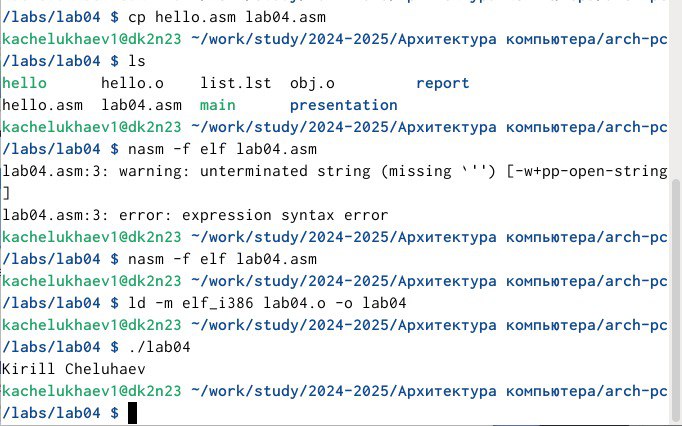 /labs/lab04 $ cp hello.asm lab04.asm
kachelukhaev1@dk2n23 ~/work/study/2024-2025/Архитектура компьютера/arch-pc
/labs/lab04 $ ls
hello      hello.o    list.lst  obj.o         report
hello.asm  lab04.asm  main      presentation
kachelukhaev1@dk2n23 ~/work/study/2024-2025/Архитектура компьютера/arch-pc
/labs/lab04 $ nasm -f elf lab04.asm
lab04.asm:3: warning: unterminated string (missing `'') [-w+pp-open-string
]
lab04.asm:3: error: expression syntax error
kachelukhaev1@dk2n23 ~/work/study/2024-2025/Архитектура компьютера/arch-pc
/labs/lab04 $ nasm -f elf lab04.asm
kachelukhaev1@dk2n23 ~/work/study/2024-2025/Архитектура компьютера/arch-pc
/labs/lab04 $ ld -m elf_i386 lab04.o -o lab04
kachelukhaev1@dk2n23 ~/work/study/2024-2025/Архитектура компьютера/arch-pc
/labs/lab04 $ ./lab04
Kirill Cheluhaev
kachelukhaev1@dk2n23 ~/work/study/2024-2025/Архитектура компьютера/arch-pc
/labs/lab04 $